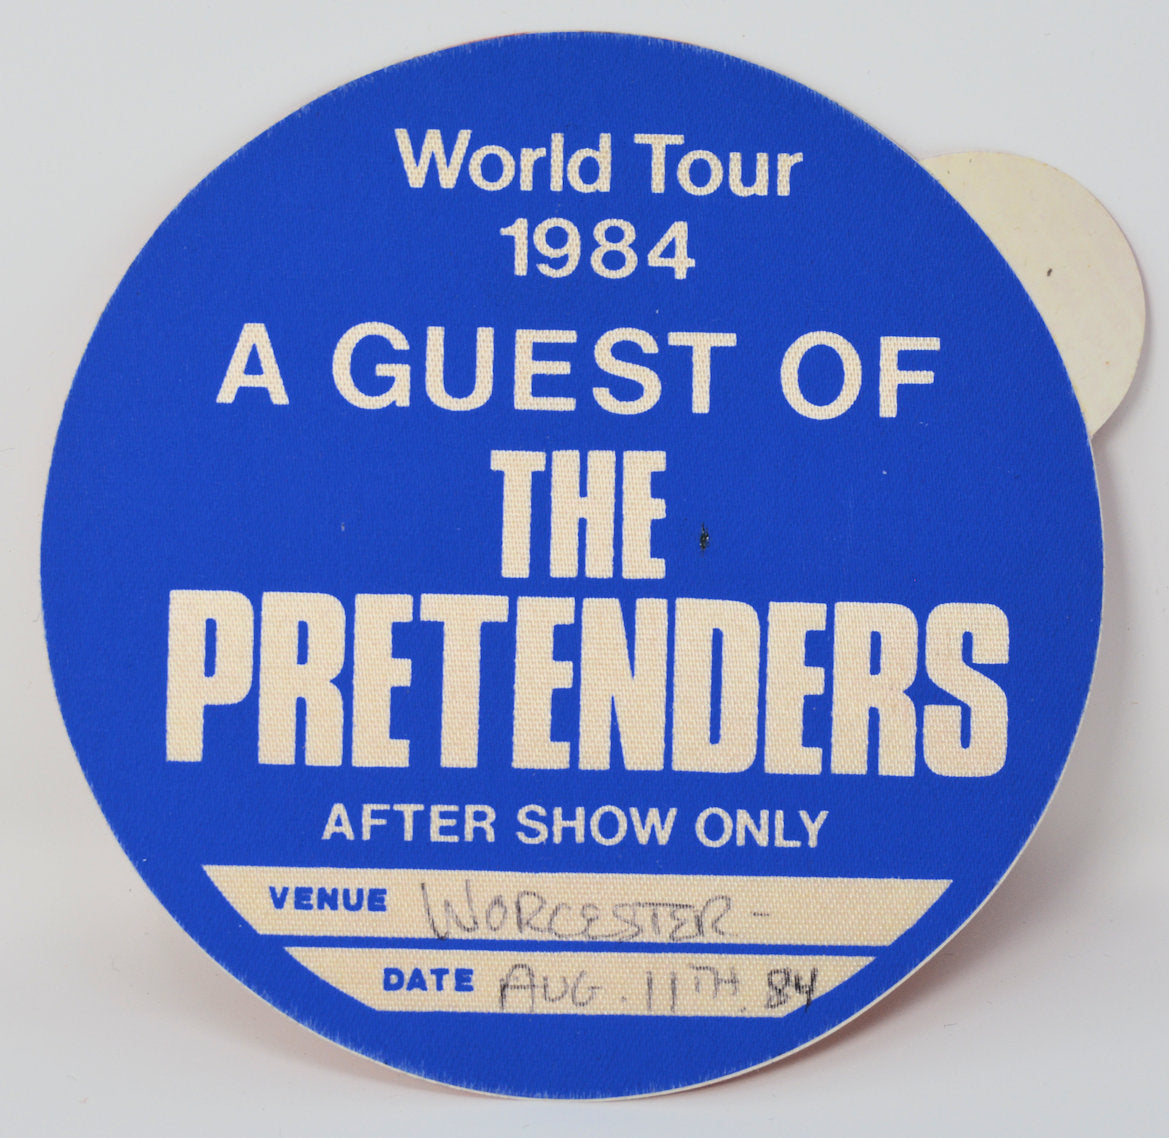 World Tour
1984
A GUEST OF
THE
PRETENDERS
AFTER SHOW ONLY
VENUE WORCESTER -
DATE AUG. 11TH. 84